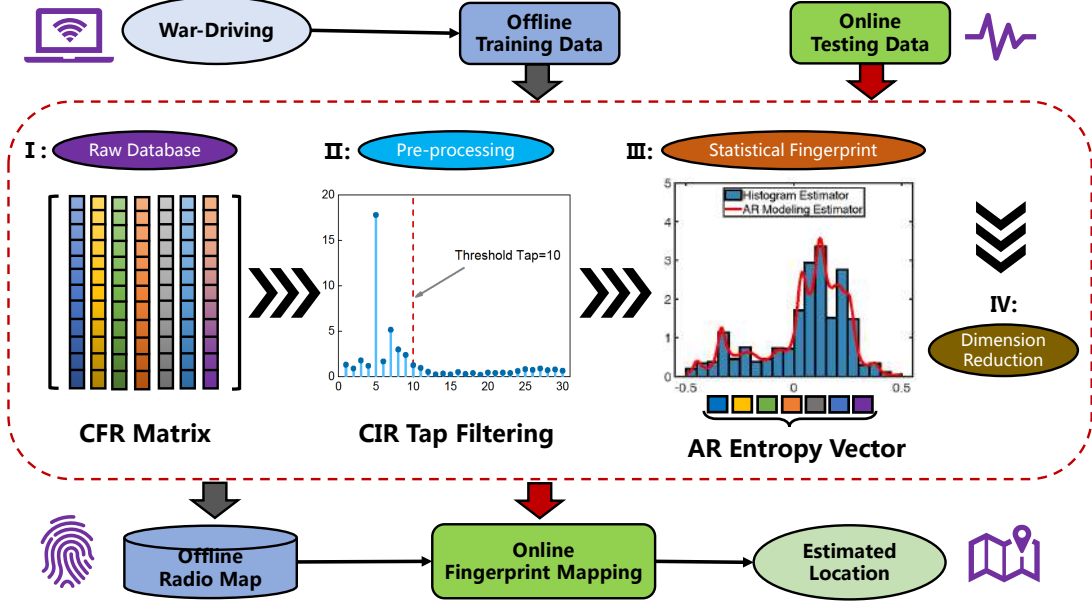 War-Driving
Offline
Training Data
Online
Testing Data
I:
Raw Database
II:
Pre-processing
III:
Statistical Fingerprint
CFR Matrix
20
15
10
5
0
0
5
10
15
20
25
30
Threshold Tap=10
CIR Tap Filtering
5
4
3
2
1
0
-0.5
0
0.5
Histogram Estimator
AR Modeling Estimator
AR Entropy Vector
IV:
Dimension
Reduction
Offline
Radio Map
Online
Fingerprint Mapping
Estimated
Location